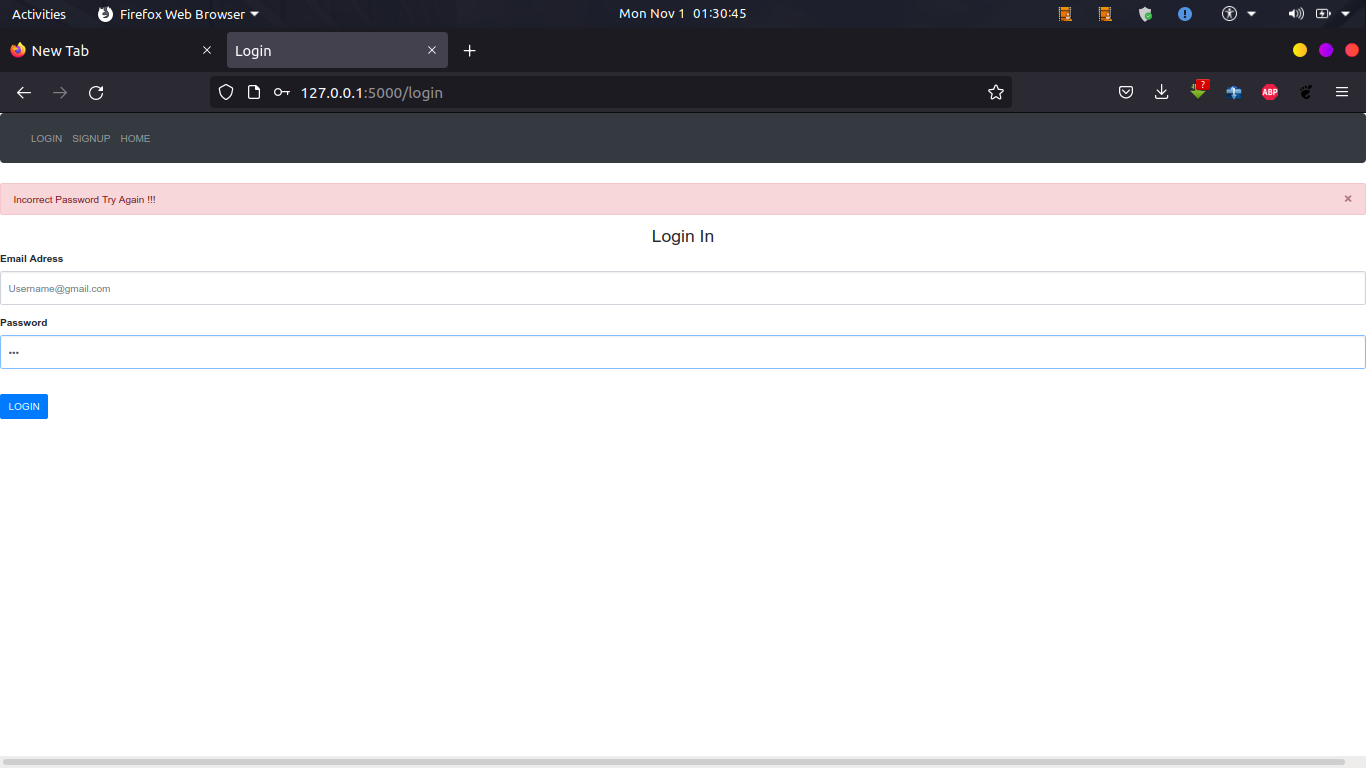 Activities Firefox Web Browser Mon Nov 1 01:30:45
New Tab Login
127.0.0.1:5000/login ? ABP
LOGIN SIGNUP HOME
Incorrect Password Try Again !!! ×
Login In
Email Adress
Username@gmail.com
Password
•••
LOGIN